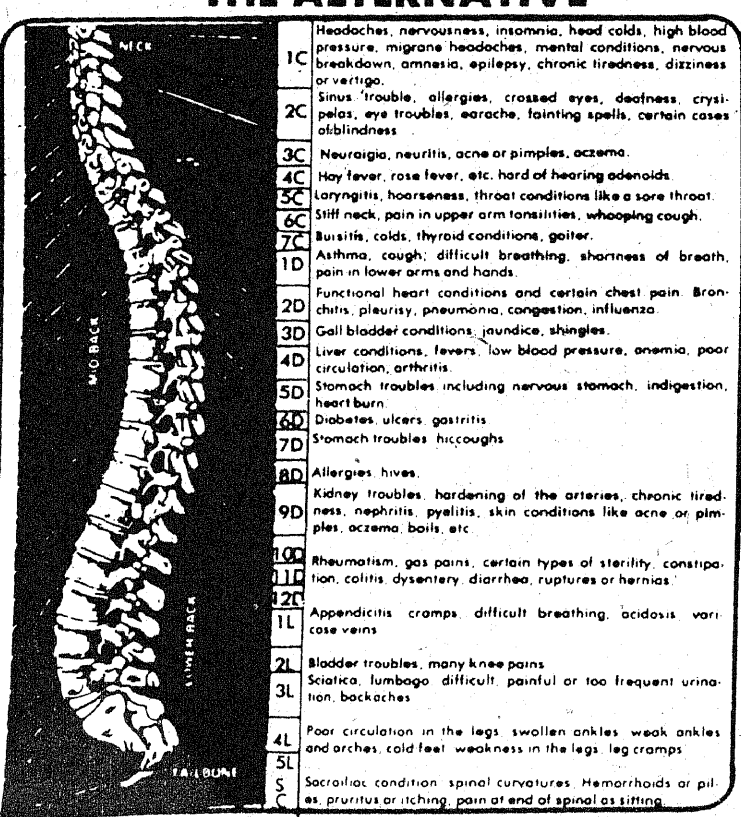 THE ALTERNATIVE
NECK
1C
Headaches, nervousness, insomnia, head colds, high blood
pressure, migrane headaches, mental conditions, nervous
breakdown, amnesia, epilepsy, chronic tiredness, dizziness
or vertigo.
2C
Sinus trouble, allergies, crossed eyes, deafness, crysi-
pelas, eye troubles, earache, fainting spells, certain cases
of blindness
3C
Neuraigia, neuritis, acne or pimples, aczema.
4C
Hay fever, rose fever, etc. hard of hearing adenoids.
5C
Laryngitis, hoarseness, throat conditions like a sore throat.
6C
Stiff neck, pain in upper arm tonsilities, whooping cough.
7C
Buisitis, colds, thyroid conditions, goiter.
1D
Asthma, cough, difficult breathing, shortness of breath,
pain in lower arms and hands.
MID BACK
2D
Functional heart conditions and certain chest pain. Bron-
chitis, pleurisy, pneumonia, congestion, influenza.
3D
Gall bladder conditions, jaundice, shingles.
4D
Liver conditions, fevers, low blood pressure, anemia, poor
circulation, arthritis.
5D
Stomach troubles including nervous stomach, indigestion,
heart burn
6D
Diabetes, ulcers, gastritis
7D
Stomach troubles hiccoughs
8D
Allergies, hives.
9D
Kidney troubles, hardening of the arteries, chronic tired-
ness, nephritis, pyelitis, skin conditions like acne or pim-
ples, aczema, boils, etc
10D
11D
12D
Rheumatism, gas pains, certain types of sterility, constipa-
tion, colitis, dysentery, diarrhea, ruptures or hernias.
LOWER BACK
1L
Appendicitis cramps, difficult breathing, acidosis vari-
cose veins
2L
Bladder troubles, many knee pains
3L
Sciatica, lumbago difficult, painful or too frequent urina-
tion, backaches
4L
5L
Poor circulation in the legs, swollen ankles weak ankles
and arches, cold feet weakness in the legs, leg cramps
TAILBONE
S
C
Sacroiliac condition spinal curvatures, Hemorrhoids or pil-
es, pruritus or itching, pain at end of spinal as sitting